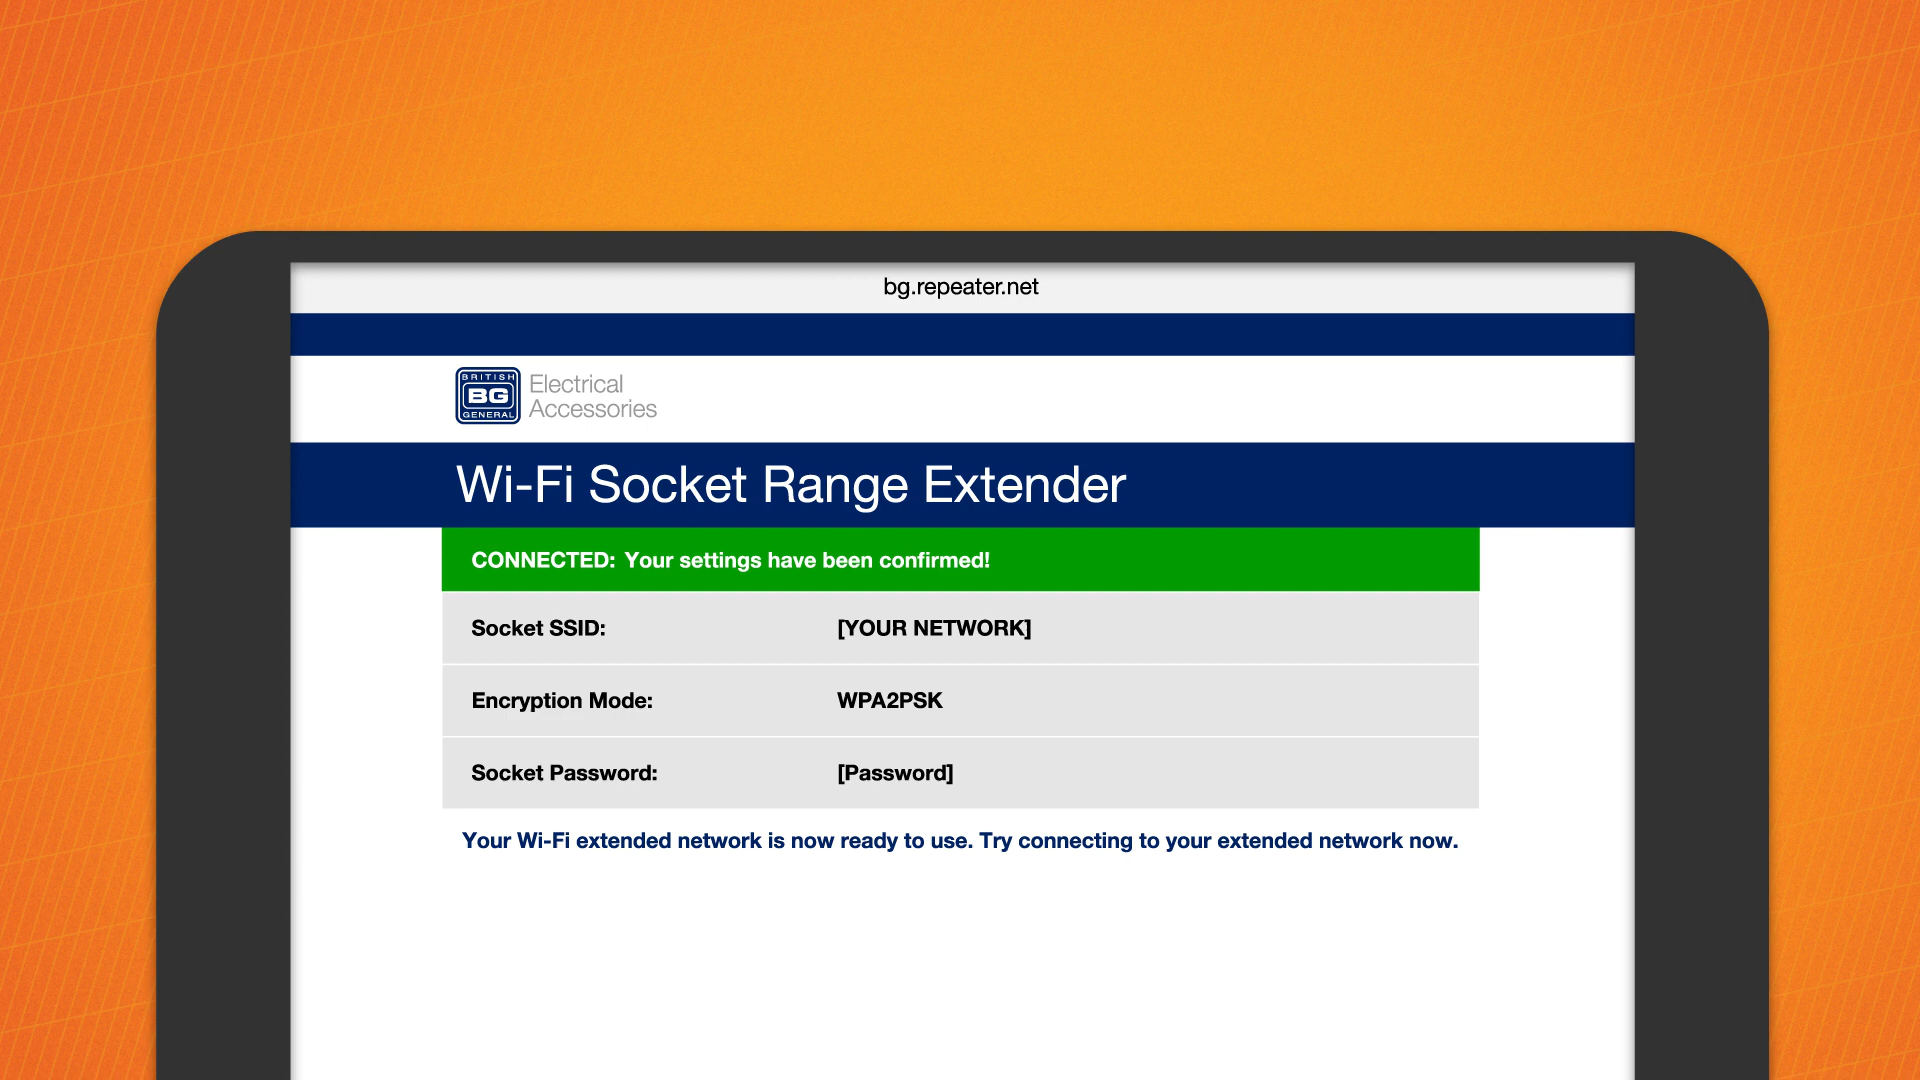 bg.repeater.net
BRITISH
BG
GENERAL
Electrical
Accessories
Wi-Fi Socket Range Extender
CONNECTED: Your settings have been confirmed!
Socket SSID: [YOUR NETWORK]
Encryption Mode: WPA2PSK
Socket Password: [Password]
Your Wi-Fi extended network is now ready to use. Try connecting to your extended network now.